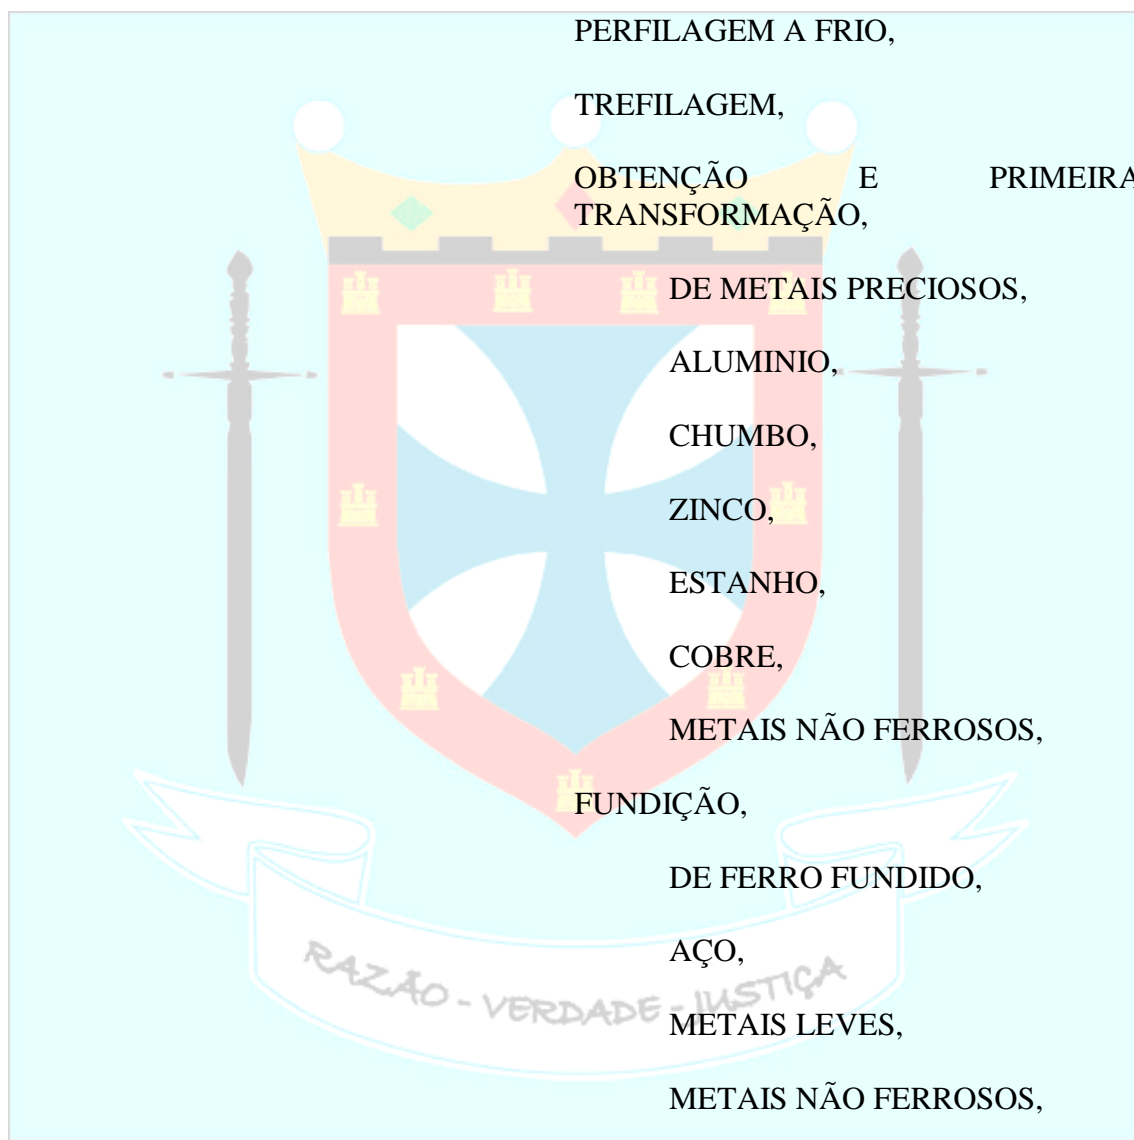 PERFILAGEM A FRIO,
TREFILAGEM,
OBTENÇÃO E PRIMEIRA
TRANSFORMAÇÃO,
DE METAIS PRECIOSOS,
ALUMINIO,
CHUMBO,
ZINCO,
ESTANHO,
COBRE,
METAIS NÃO FERROSOS,
FUNDIÇÃO,
DE FERRO FUNDIDO,
AÇO,
RAZÃO - VERDADE - JUSTIÇA
METAIS LEVES,
METAIS NÃO FERROSOS,